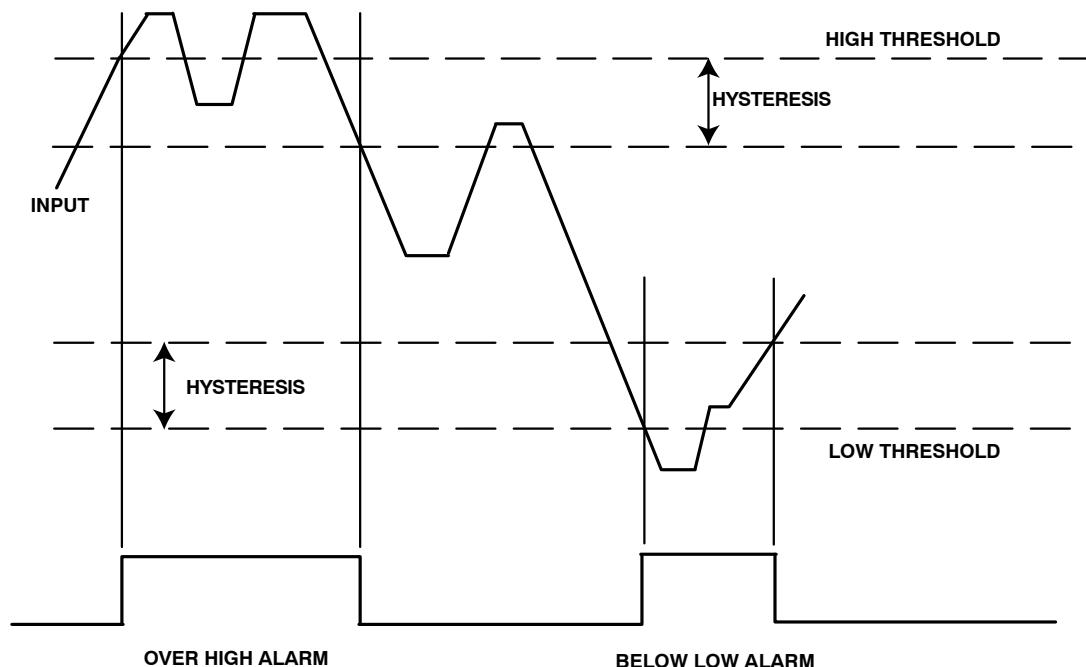 HIGH THRESHOLD
HYSTERESIS
INPUT
HYSTERESIS
LOW THRESHOLD
OVER HIGH ALARM
BELOW LOW ALARM